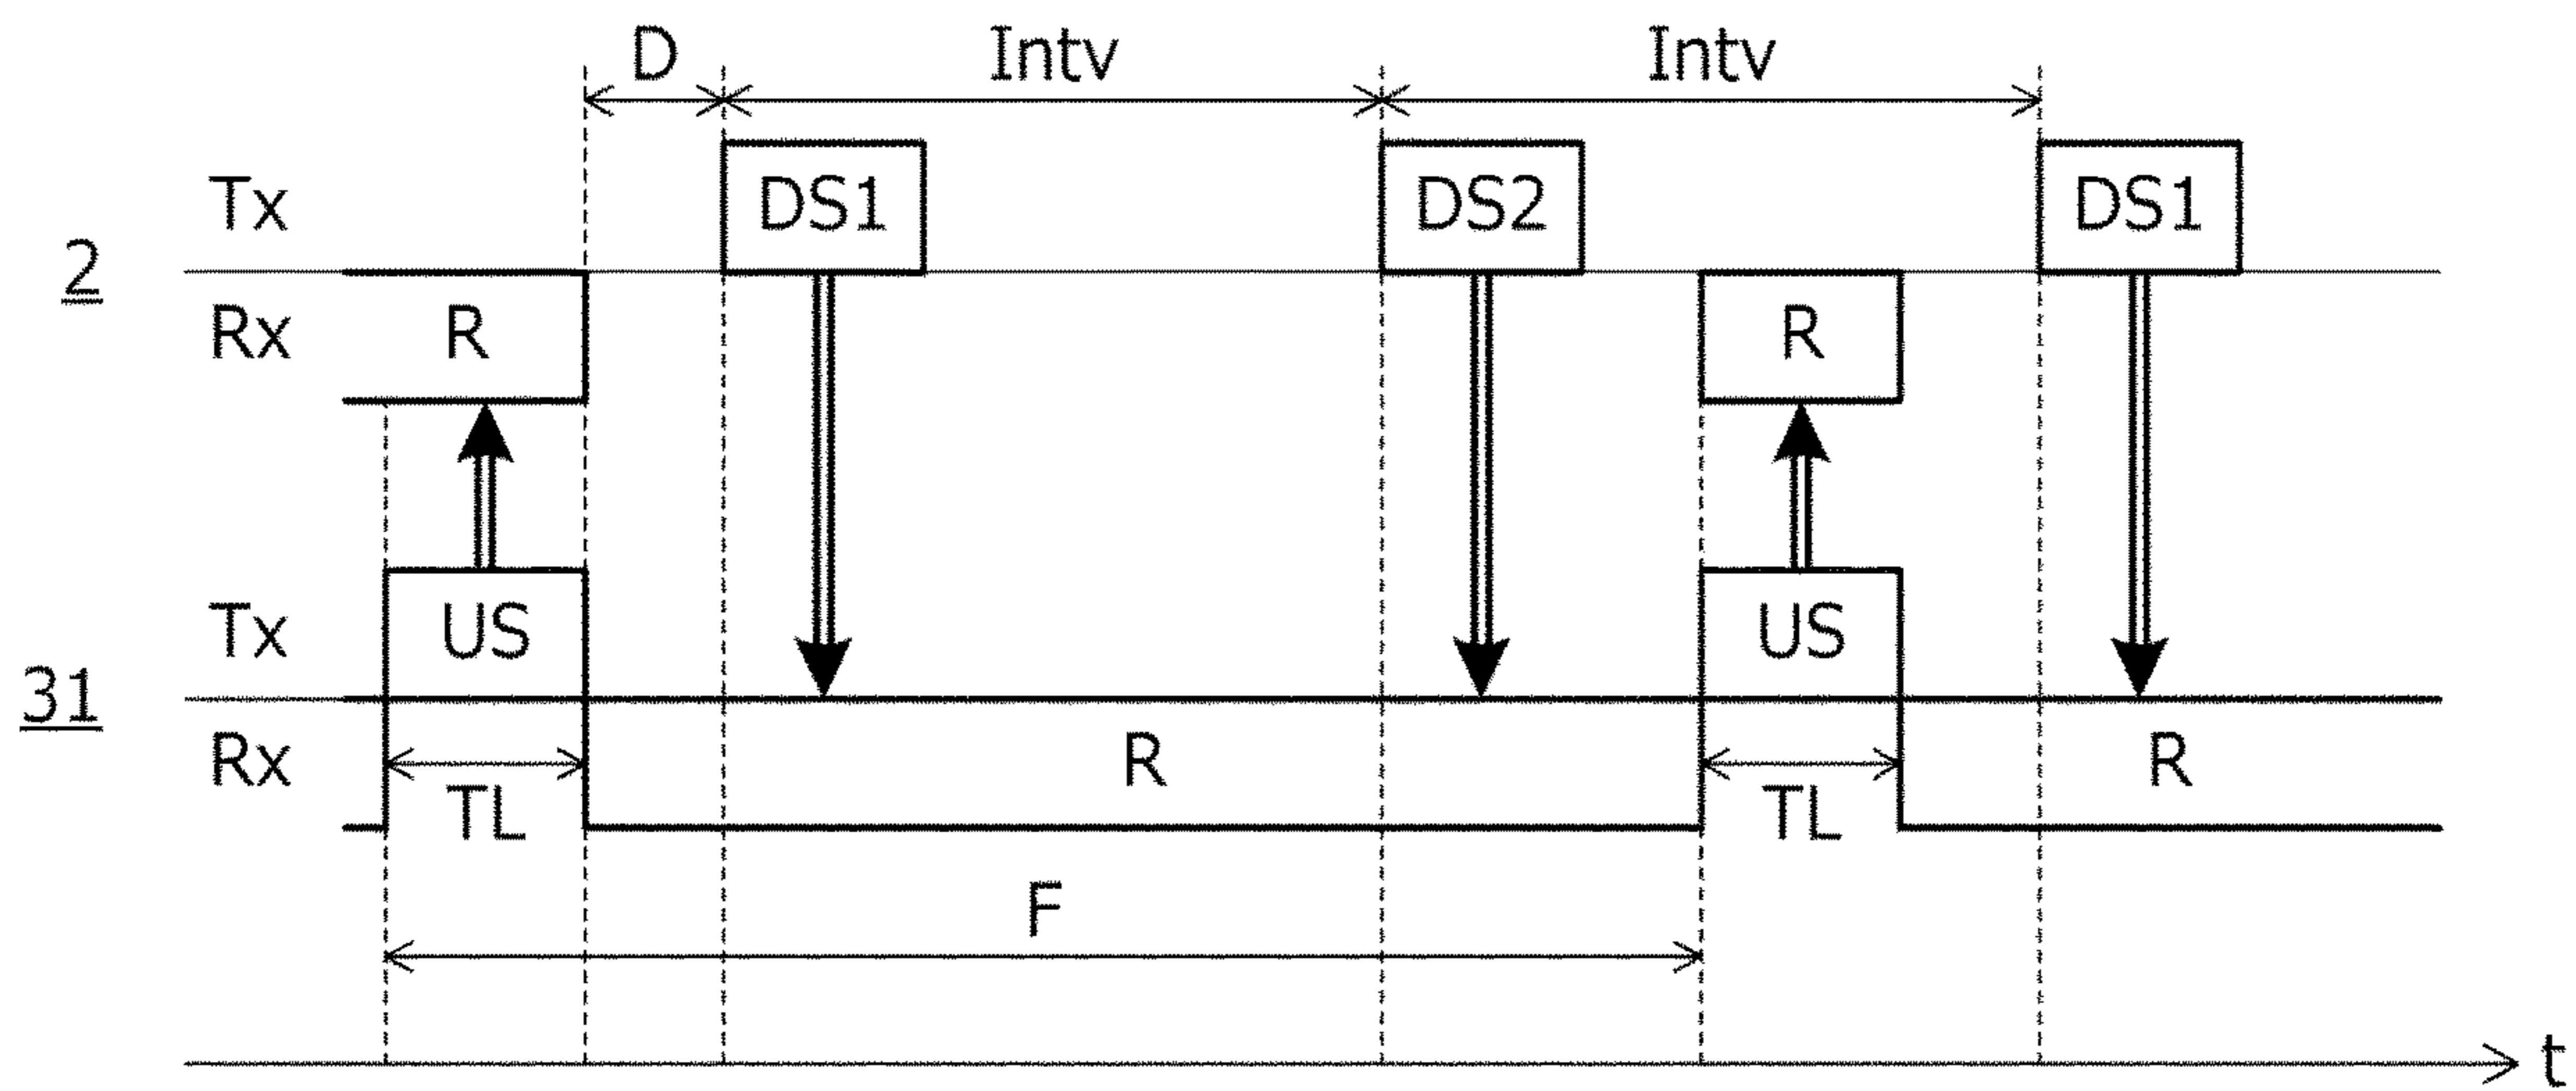 D Intv Intv
Tx DS1 DS2 DS1
2
Rx R R
Tx US US
31
Rx R R
TL TL
F
t